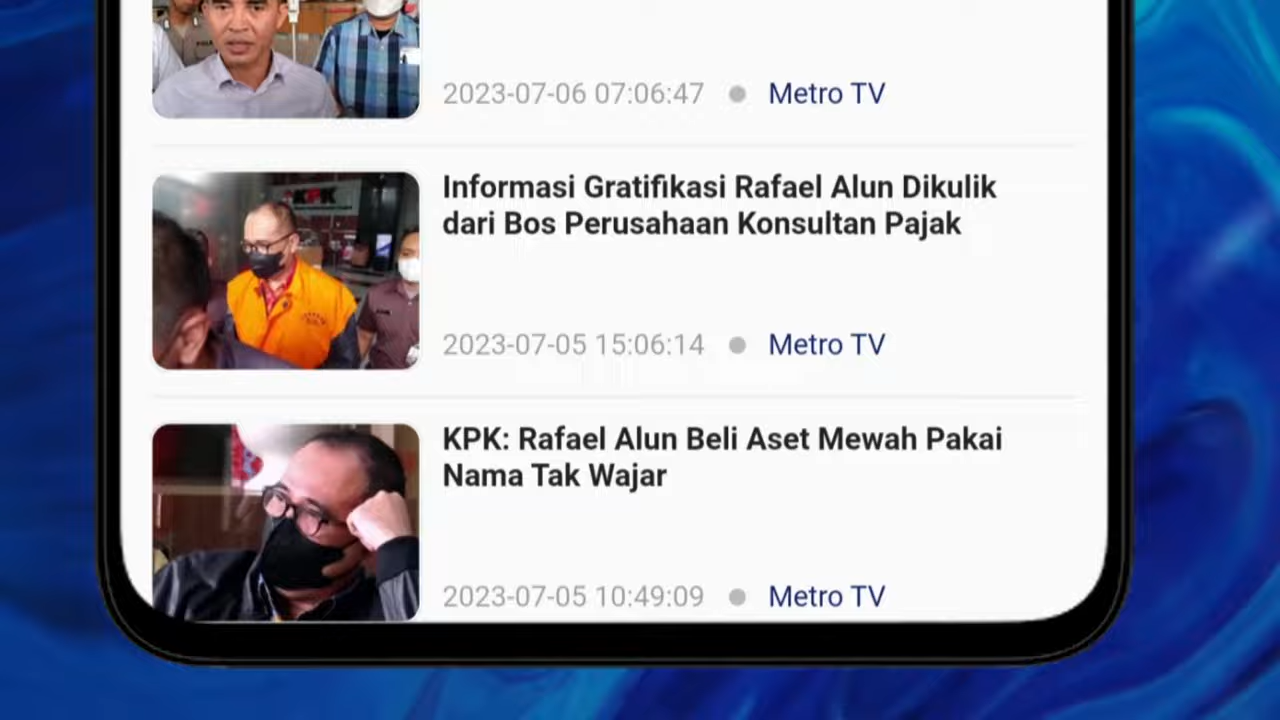 2023-07-06 07:06:47 Metro TV
KPK
Informasi Gratifikasi Rafael Alun Dikulik
dari Bos Perusahaan Konsultan Pajak
2023-07-05 15:06:14 Metro TV
KPK: Rafael Alun Beli Aset Mewah Pakai
Nama Tak Wajar
2023-07-05 10:49:09 Metro TV